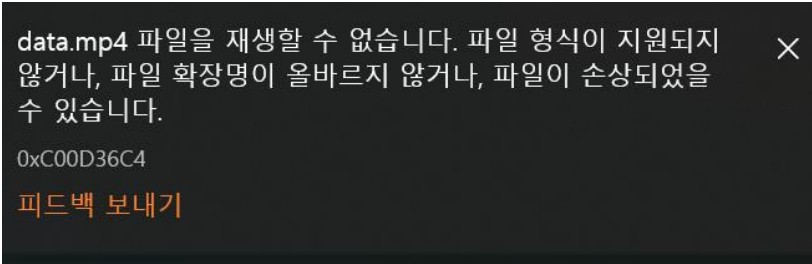 data.mp4 파일을 재생할 수 없습니다. 파일 형식이 지원되지
않거나, 파일 확장명이 올바르지 않거나, 파일이 손상되었을
수 있습니다.
0xC00D36C4
피드백 보내기